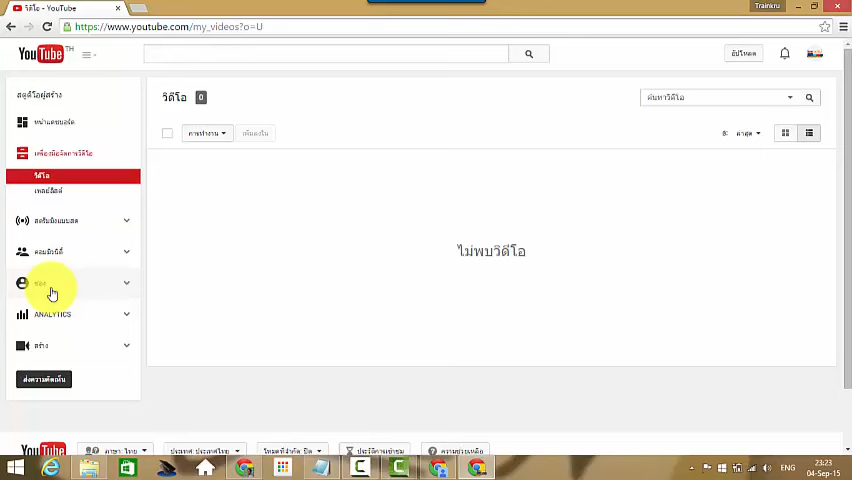 วิดีโอ - YouTube
Trainkru
https://www.youtube.com/my_videos?o=U
YouTube TH
อัปโหลด
สตูดิโอผู้สร้าง
วิดีโอ 0
ค้นหาวิดีโอ
หน้าแดชบอร์ด
การทำงาน
เพิ่มลงใน
ล่าสุด
เครื่องมือจัดการวิดีโอ
วิดีโอ
เพลย์ลิสต์
สตรีมมิงแบบสด
คอมมิวนิตี้
ไม่พบวิดีโอ
ช่อง
ANALYTICS
สร้าง
ส่งความคิดเห็น
YouTube
ภาษา: ไทย
ประเทศ: ประเทศไทย
โหมดที่จำกัด: ปิด
ประวัติการเข้าชม
ความช่วยเหลือ
ENG
23:23
04-Sep-15